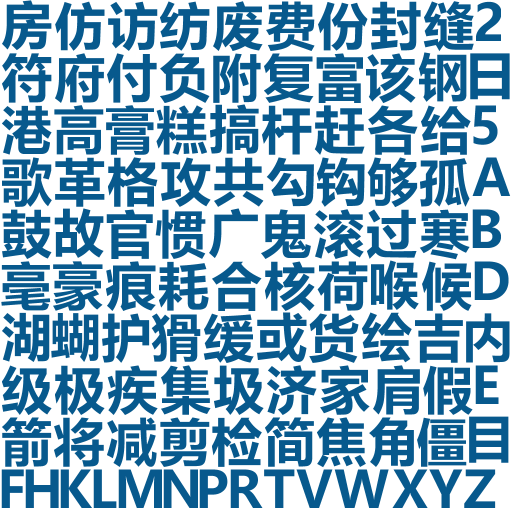 房仿访纺废费份封缝2
符府付负附复富该钢日
港高膏糕搞杆赶各给5
歌革格攻共勾钩够孤A
鼓故官惯广鬼滚过寒B
毫豪痕耗合核荷喉候D
湖蝴护猾缓或货绘吉内
级极疾集圾济家肩假E
箭将减剪检简焦角僵目
FHKLMNPRTVWXYZ